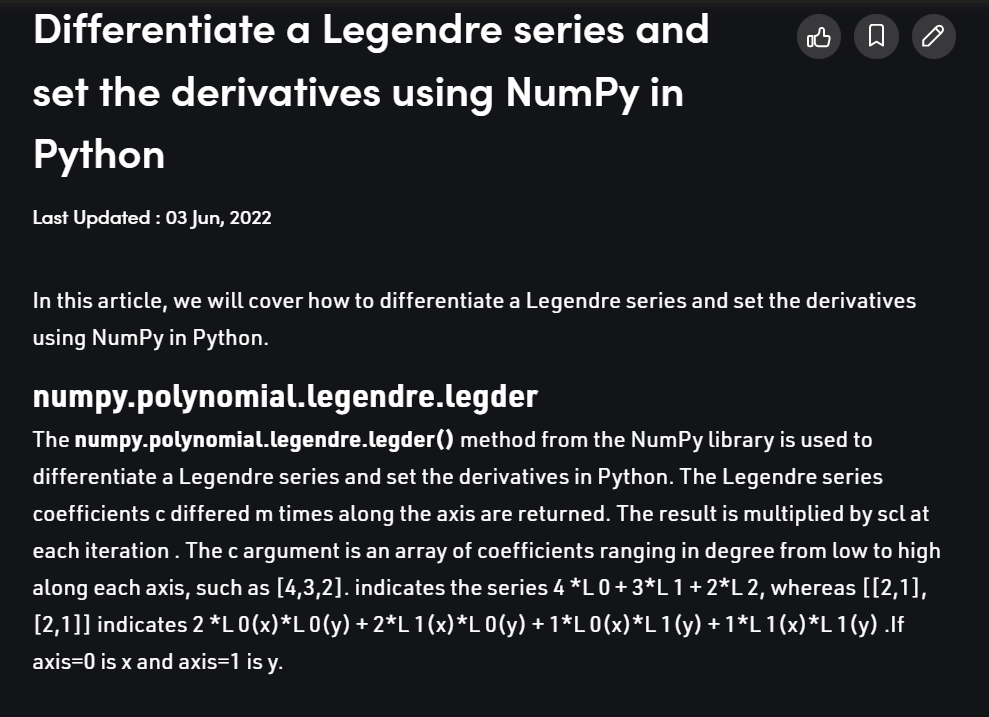 Differentiate a Legendre series and
set the derivatives using NumPy in
Python
Last Updated : 03 Jun, 2022
In this article, we will cover how to differentiate a Legendre series and set the derivatives
using NumPy in Python.
numpy.polynomial.legendre.legder
The numpy.polynomial.legendre.legder() method from the NumPy library is used to
differentiate a Legendre series and set the derivatives in Python. The Legendre series
coefficients c differed m times along the axis are returned. The result is multiplied by scl at
each iteration . The c argument is an array of coefficients ranging in degree from low to high
along each axis, such as [4,3,2]. indicates the series 4 *L 0 + 3*L 1 + 2*L 2, whereas [[2,1],
[2,1]] indicates 2 *L 0(x)*L 0(y) + 2*L 1(x)*L 0(y) + 1*L 0(x)*L 1(y) + 1*L 1(x)*L 1(y) .If
axis=0 is x and axis=1 is y.